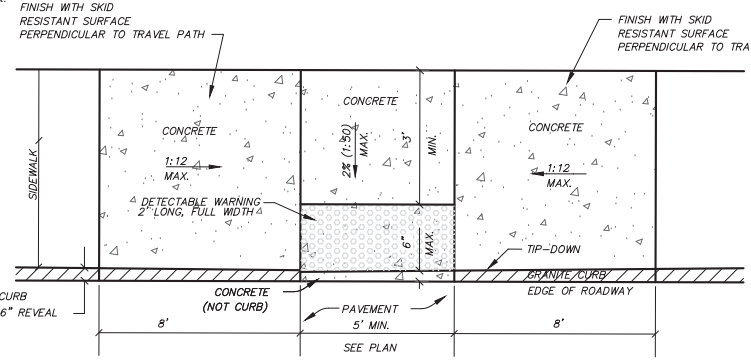 FINISH WITH SKID
RESISTANT SURFACE
PERPENDICULAR TO TRAVEL PATH
FINISH WITH SKID
RESISTANT SURFACE
PERPENDICULAR TO TRA
SIDEWALK
CONCRETE
1:12
MAX.
CONCRETE
2% (1:50)
MAX.
3'
MIN.
CONCRETE
1:12
MAX.
DETECTABLE WARNING
2' LONG, FULL WIDTH
6"
MAX.
TIP-DOWN
GRANITE CURB
EDGE OF ROADWAY
CURB
6" REVEAL
CONCRETE
(NOT CURB)
PAVEMENT
8'
5' MIN.
8'
SEE PLAN